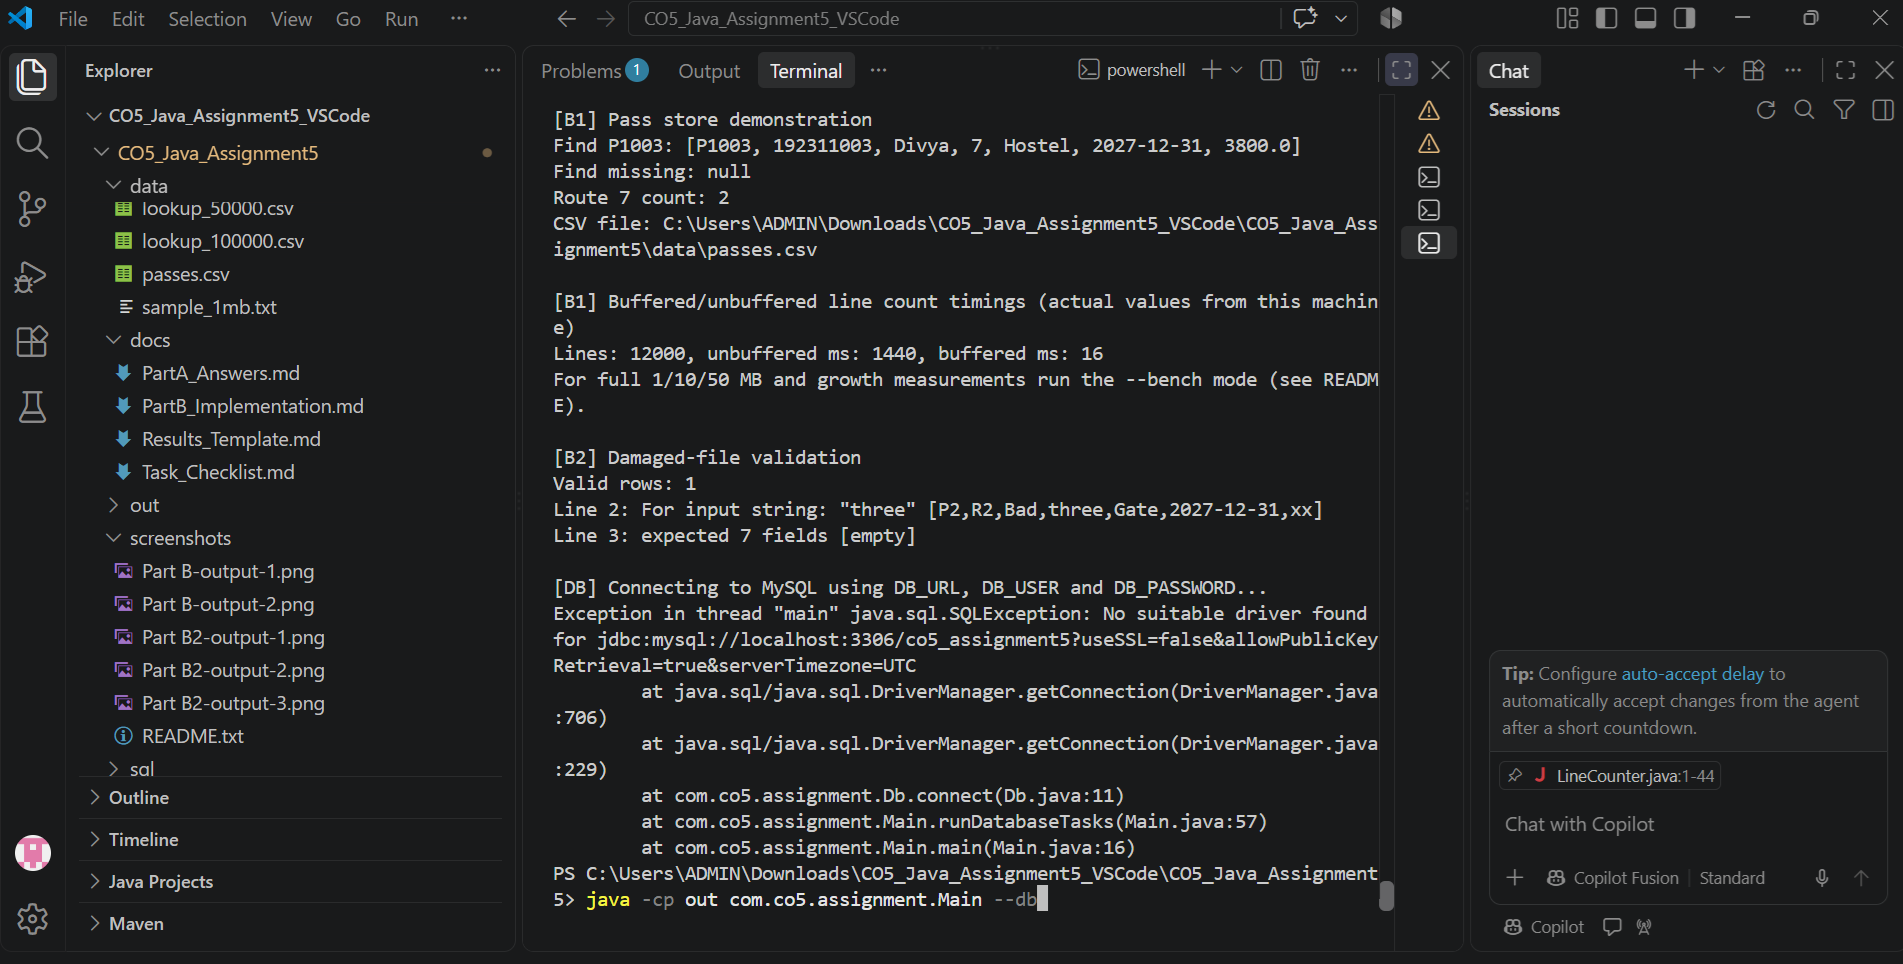 File Edit Selection View Go Run
CO5_Java_Assignment5_VSCode
Explorer
CO5_Java_Assignment5_VSCode
CO5_Java_Assignment5
data
lookup_50000.csv
lookup_100000.csv
passes.csv
sample_1mb.txt
docs
PartA_Answers.md
PartB_Implementation.md
Results_Template.md
Task_Checklist.md
out
screenshots
Part B-output-1.png
Part B-output-2.png
Part B2-output-1.png
Part B2-output-2.png
Part B2-output-3.png
README.txt
sql
Outline
Timeline
Java Projects
Maven
Problems 1 Output Terminal
powershell
[B1] Pass store demonstration
Find P1003: [P1003, 192311003, Divya, 7, Hostel, 2027-12-31, 3800.0]
Find missing: null
Route 7 count: 2
CSV file: C:\Users\ADMIN\Downloads\CO5_Java_Assignment5_VSCode\CO5_Java_Ass
ignment5\data\passes.csv
[B1] Buffered/unbuffered line count timings (actual values from this machin
e)
Lines: 12000, unbuffered ms: 1440, buffered ms: 16
For full 1/10/50 MB and growth measurements run the --bench mode (see READM
E).
[B2] Damaged-file validation
Valid rows: 1
Line 2: For input string: "three" [P2,R2,Bad,three,Gate,2027-12-31,xx]
Line 3: expected 7 fields [empty]
[DB] Connecting to MySQL using DB_URL, DB_USER and DB_PASSWORD...
Exception in thread "main" java.sql.SQLException: No suitable driver found
for jdbc:mysql://localhost:3306/co5_assignment5?useSSL=false&allowPublicKey
Retrieval=true&serverTimezone=UTC
at java.sql/java.sql.DriverManager.getConnection(DriverManager.java
:706)
at java.sql/java.sql.DriverManager.getConnection(DriverManager.java
:229)
at com.co5.assignment.Db.connect(Db.java:11)
at com.co5.assignment.Main.runDatabaseTasks(Main.java:57)
at com.co5.assignment.Main.main(Main.java:16)
PS C:\Users\ADMIN\Downloads\CO5_Java_Assignment5_VSCode\CO5_Java_Assignment
5> java -cp out com.co5.assignment.Main --db
Chat
Sessions
Tip: Configure auto-accept delay to
automatically accept changes from the agent
after a short countdown.
LineCounter.java:1-44
Chat with Copilot
Copilot Fusion Standard
Copilot